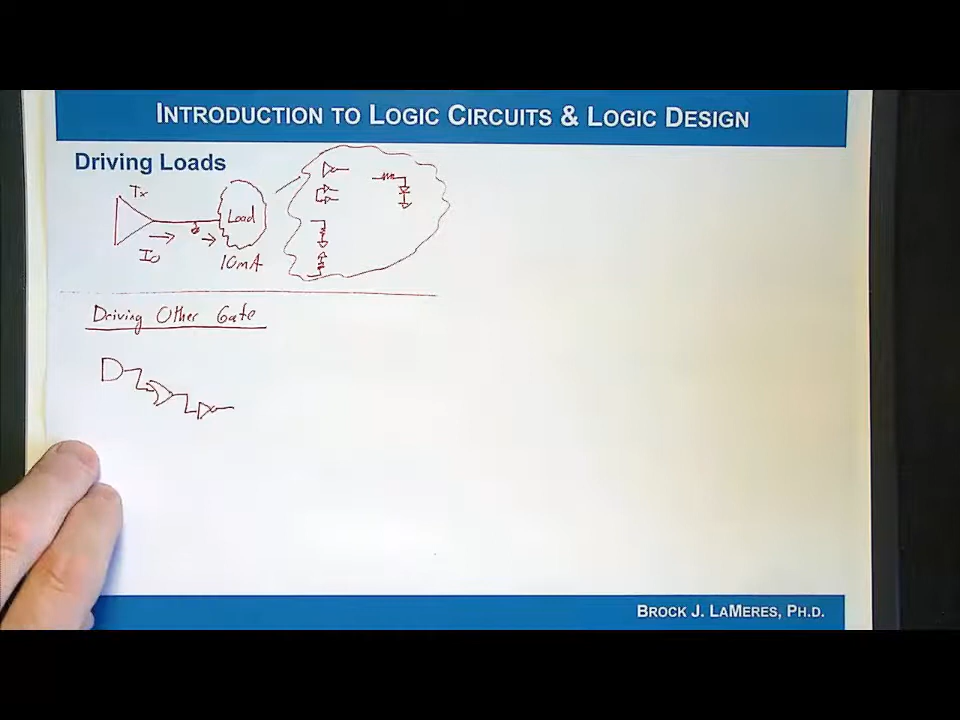 INTRODUCTION TO LOGIC CIRCUITS & LOGIC DESIGN
Driving Loads
Tx
Load
Io
10mA
Driving Other Gate
BROCK J. LAMERES, PH.D.